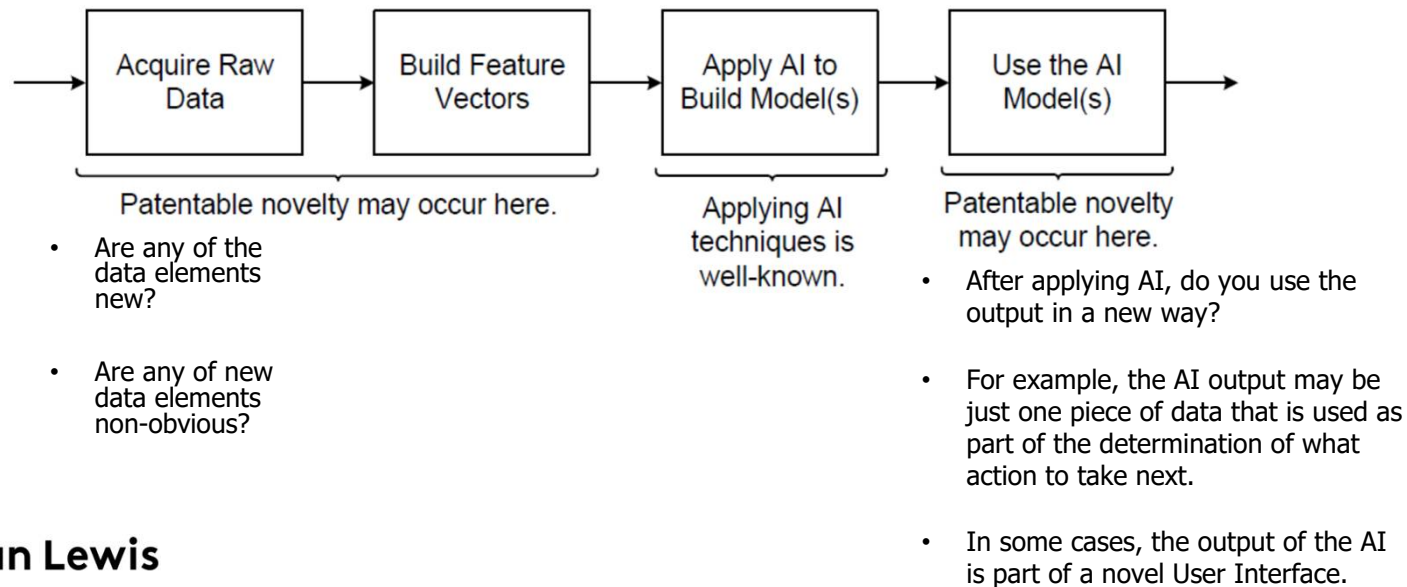 Acquire Raw
Data
Build Feature
Vectors
Apply AI to
Build Model(s)
Use the AI
Model(s)
Patentable novelty may occur here.
• Are any of the
data elements
new?
• Are any of new
data elements
non-obvious?
Applying AI
techniques is
well-known.
Patentable novelty
may occur here.
• After applying AI, do you use the
output in a new way?
• For example, the AI output may be
just one piece of data that is used as
part of the determination of what
action to take next.
• In some cases, the output of the AI
is part of a novel User Interface.
Lewis